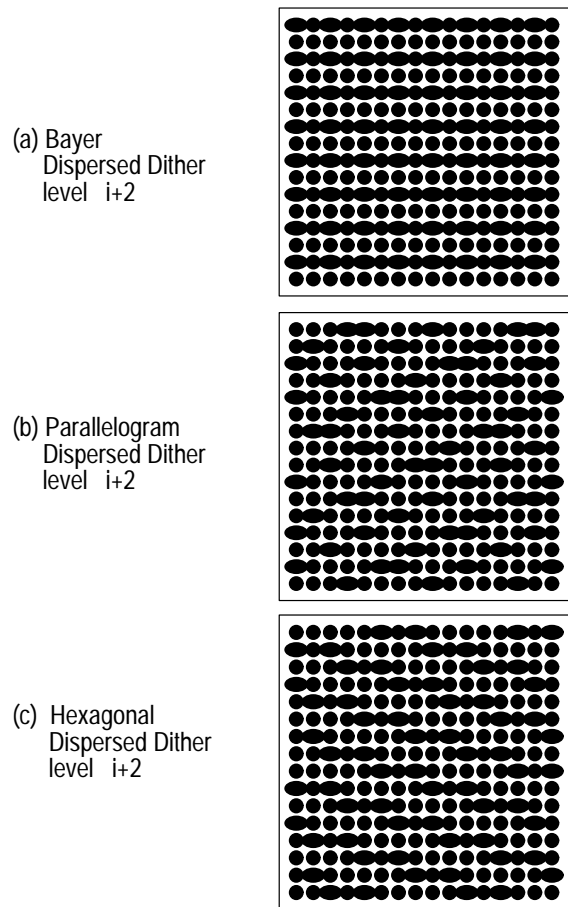 (a) Bayer
Dispersed Dither
level i+2
(b) Parallelogram
Dispersed Dither
level i+2
(c) Hexagonal
Dispersed Dither
level i+2